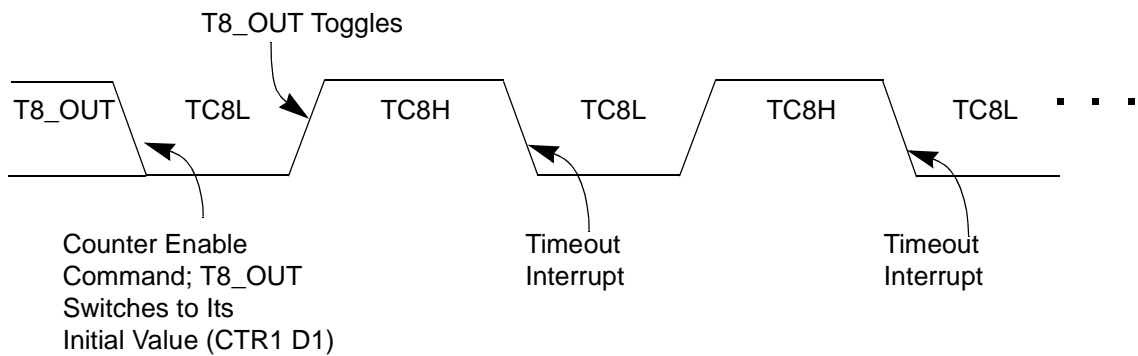 T8_OUT Toggles
T8_OUT
TC8L
TC8H
TC8L
TC8H
TC8L
. . .
Counter Enable
Command; T8_OUT
Switches to Its
Initial Value (CTR1 D1)
Timeout
Interrupt
Timeout
Interrupt